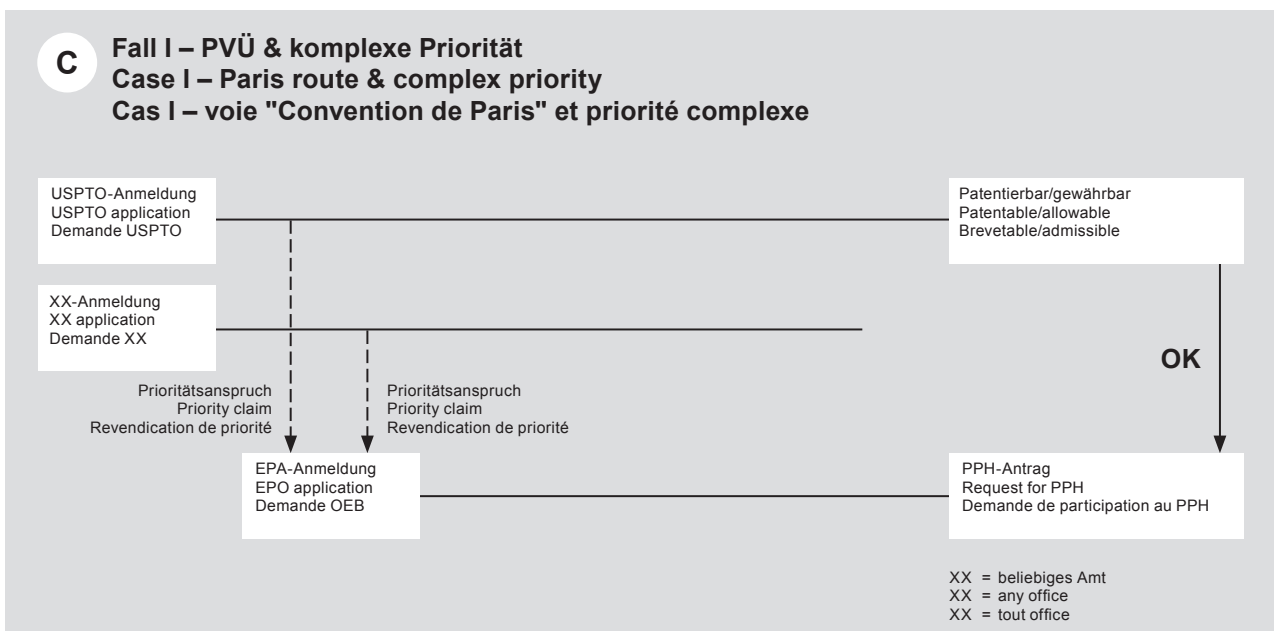 C
Fall I – PVÜ & komplexe Priorität
Case I – Paris route & complex priority
Cas I – voie "Convention de Paris" et priorité complexe
USPTO-Anmeldung
USPTO application
Demande USPTO
Patentierbar/gewährbar
Patentable/allowable
Brevetable/admissible
XX-Anmeldung
XX application
Demande XX
OK
Prioritätsanspruch
Priority claim
Revendication de priorité
Prioritätsanspruch
Priority claim
Revendication de priorité
EPA-Anmeldung
EPO application
Demande OEB
PPH-Antrag
Request for PPH
Demande de participation au PPH
XX = beliebiges Amt
XX = any office
XX = tout office